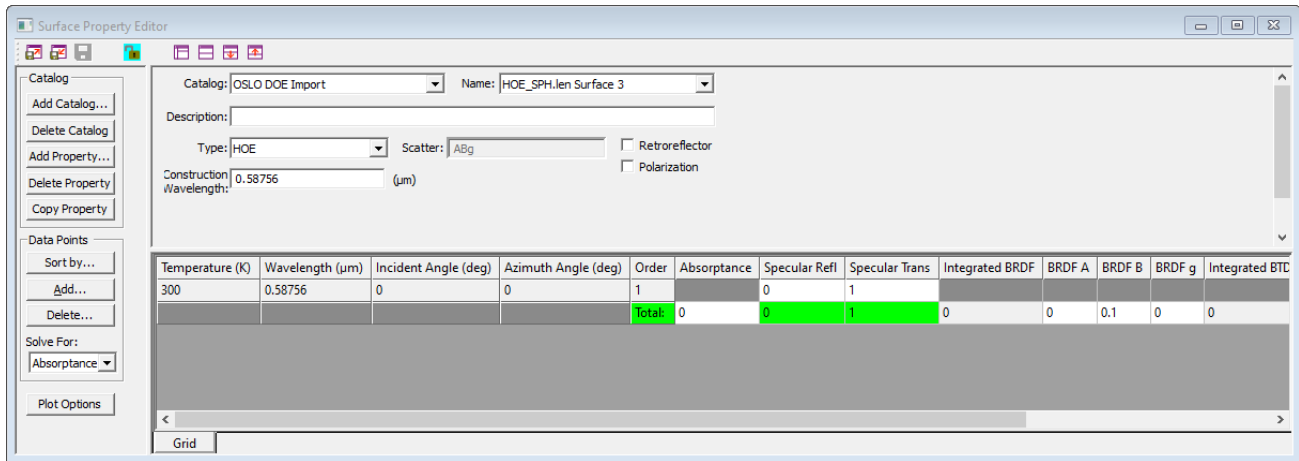 Surface Property Editor
Catalog
Add Catalog...
Delete Catalog
Add Property...
Delete Property
Copy Property
Data Points
Sort by...
Add...
Delete...
Solve For:
Absorptance
Plot Options
Catalog: OSLO DOE Import Name: HOE_SPH.len Surface 3
Description:
Type: HOE Scatter: ABg Retroreflector
Polarization
Construction Wavelength: 0.58756 (µm)
Temperature (K) Wavelength (µm) Incident Angle (deg) Azimuth Angle (deg) Order Absorptance Specular Refl Specular Trans Integrated BRDF BRDF A BRDF B BRDF g Integrated BTD
300 0.58756 0 0 1 0 1
Total: 0 0 1 0 0 0.1 0 0
Grid